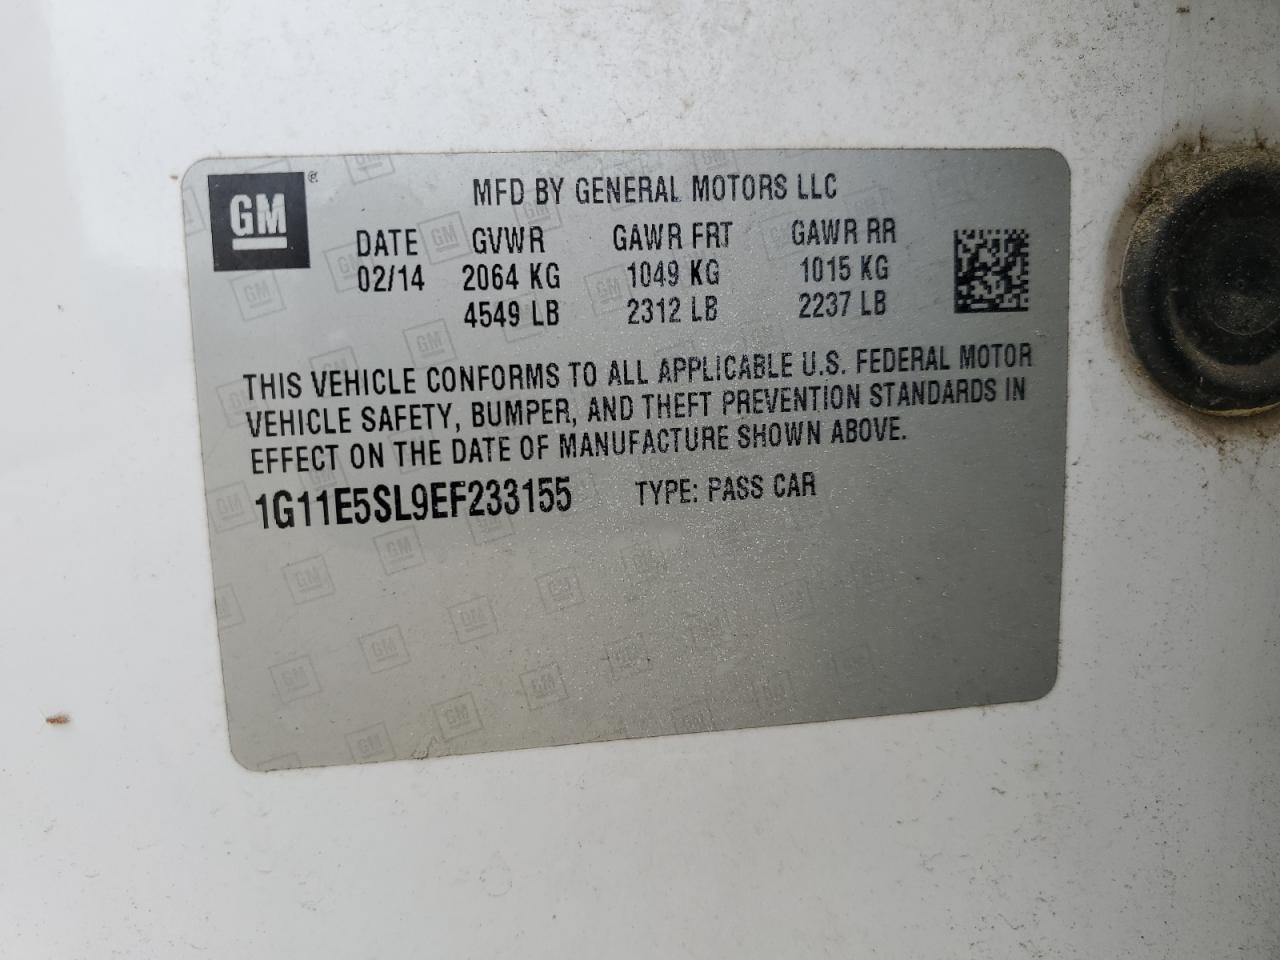 GM®
MFD BY GENERAL MOTORS LLC
DATE GVWR GAWR FRT GAWR RR
02/14 2064 KG 1049 KG 1015 KG
4549 LB 2312 LB 2237 LB
THIS VEHICLE CONFORMS TO ALL APPLICABLE U.S. FEDERAL MOTOR
VEHICLE SAFETY, BUMPER, AND THEFT PREVENTION STANDARDS IN
EFFECT ON THE DATE OF MANUFACTURE SHOWN ABOVE.
1G11E5SL9EF233155 TYPE: PASS CAR